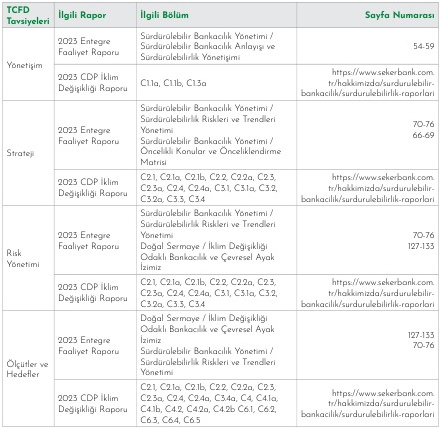 TCFD Tavsiyeleri | İlgili Rapor | İlgili Bölüm | Sayfa Numarası
Yönetişim
2023 Entegre
Faaliyet Raporu
Sürdürülebilir Bankacılık Yönetimi /
Sürdürülebilir Bankacılık Anlayışı ve
Sürdürülebilirlik Yönetişimi
54-59
2023 CDP İklim
Değişikliği Raporu
C1.1a, C1.1b, C1.3a
https://www.sekerbank.com.
tr/hakkimizda/surdurulebilir-
bankacilik/surdurulebilirlik-raporlari
Strateji
2023 Entegre
Faaliyet Raporu
Sürdürülebilir Bankacılık Yönetimi /
Sürdürülebilirlik Riskleri ve Trendleri
Yönetimi
Sürdürülebilir Bankacılık Yönetimi /
Öncelikli Konular ve Önceliklendirme
Matrisi
70-76
66-69
2023 CDP İklim
Değişikliği Raporu
C2.1, C2.1a, C2.1b, C2.2, C2.2a, C2.3,
C2.3a, C2.4, C2.4a, C3.1, C3.1a, C3.2,
C3.2a, C3.3, C3.4
https://www.sekerbank.com.
tr/hakkimizda/surdurulebilir-
bankacilik/surdurulebilirlik-raporlari
Risk
Yönetimi
2023 Entegre
Faaliyet Raporu
Sürdürülebilir Bankacılık Yönetimi /
Sürdürülebilirlik Riskleri ve Trendleri
Yönetimi
Doğal Sermaye / İklim Değişikliği
Odaklı Bankacılık ve Çevresel Ayak
İzimiz
70-76
127-133
2023 CDP İklim
Değişikliği Raporu
C2.1, C2.1a, C2.1b, C2.2, C2.2a, C2.3,
C2.3a, C2.4, C2.4a, C3.1, C3.1a, C3.2,
C3.2a, C3.3, C3.4
https://www.sekerbank.com.
tr/hakkimizda/surdurulebilir-
bankacilik/surdurulebilirlik-raporlari
Ölçütler ve
Hedefler
2023 Entegre
Faaliyet Raporu
Doğal Sermaye / İklim Değişikliği
Odaklı Bankacılık ve Çevresel Ayak
İzimiz
Sürdürülebilir Bankacılık Yönetimi /
Sürdürülebilirlik Riskleri ve Trendleri
Yönetimi
127-133
70-76
2023 CDP İklim
Değişikliği Raporu
C2.1, C2.1a, C2.1b, C2.2, C2.2a, C2.3,
C2.3a, C2.4, C2.4a, C3.4a, C4, C4.1a,
C4.1b, C4.2, C4.2a, C4.2b C6.1, C6.2,
C6.3, C6.4, C6.5
https://www.sekerbank.com.
tr/hakkimizda/surdurulebilir-
bankacilik/surdurulebilirlik-raporlari